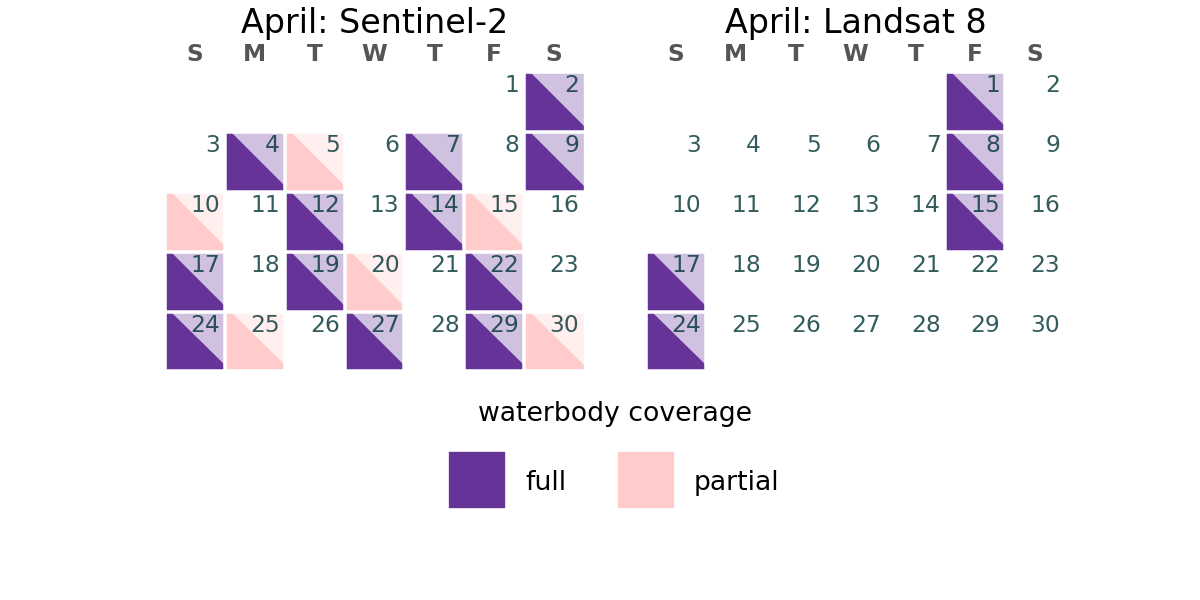 April: Sentinel-2
S M T W T F S
1 2
3 4 5 6 7 8 9
10 11 12 13 14 15 16
17 18 19 20 21 22 23
24 25 26 27 28 29 30
April: Landsat 8
S M T W T F S
1 2
3 4 5 6 7 8 9
10 11 12 13 14 15 16
17 18 19 20 21 22 23
24 25 26 27 28 29 30
waterbody coverage
full
partial